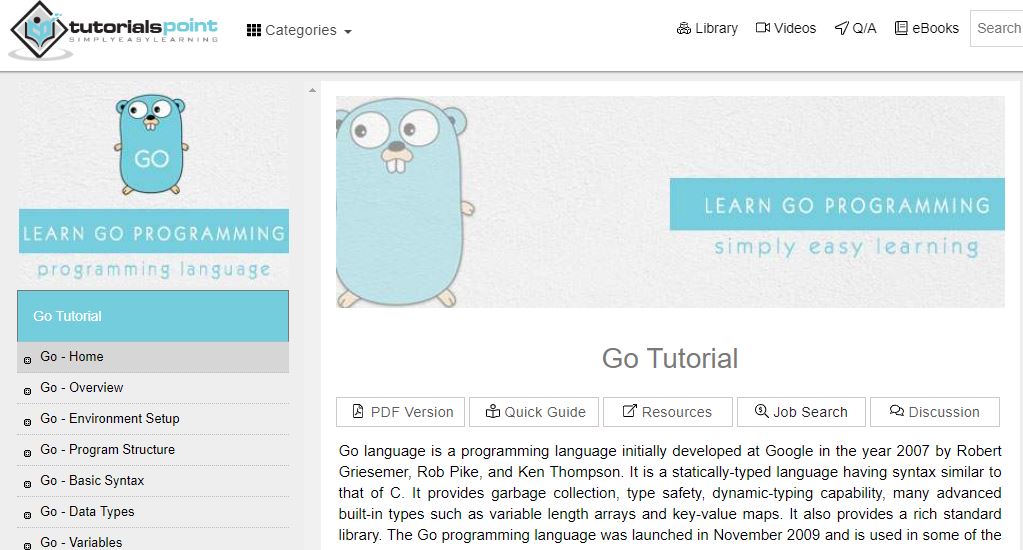 tutorialspoint
SIMPLYEASYLEARNING
Categories
Library
Videos
Q/A
eBooks
Search
GO
LEARN GO PROGRAMMING
programming language
Go Tutorial
Go - Home
Go - Overview
Go - Environment Setup
Go - Program Structure
Go - Basic Syntax
Go - Data Types
Go - Variables
LEARN GO PROGRAMMING
simply easy learning
Go Tutorial
PDF Version
Quick Guide
Resources
Job Search
Discussion
Go language is a programming language initially developed at Google in the year 2007 by Robert
Griesemer, Rob Pike, and Ken Thompson. It is a statically-typed language having syntax similar to
that of C. It provides garbage collection, type safety, dynamic-typing capability, many advanced
built-in types such as variable length arrays and key-value maps. It also provides a rich standard
library. The Go programming language was launched in November 2009 and is used in some of the